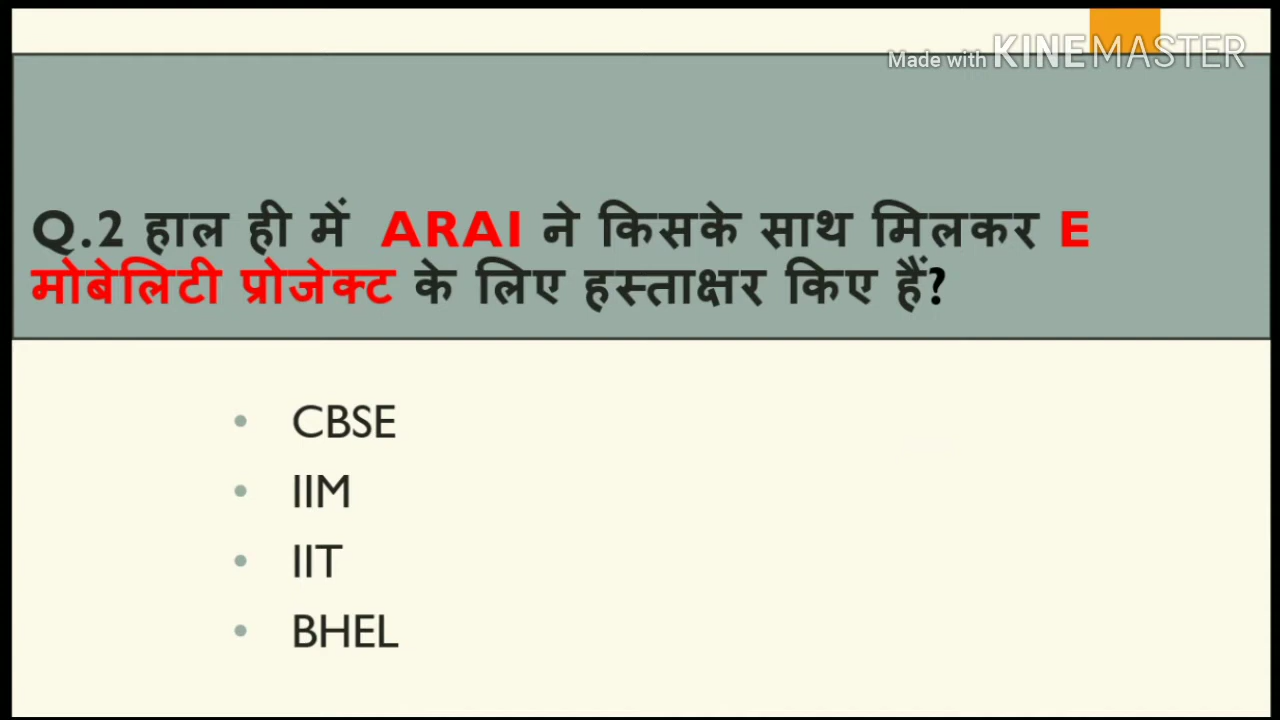 Made with KINEMASTER
Q.2 हाल ही में ARAI ने किसके साथ मिलकर E
मोबेलिटी प्रोजेक्ट के लिए हस्ताक्षर किए हैं?
• CBSE
• IIM
• IIT
• BHEL